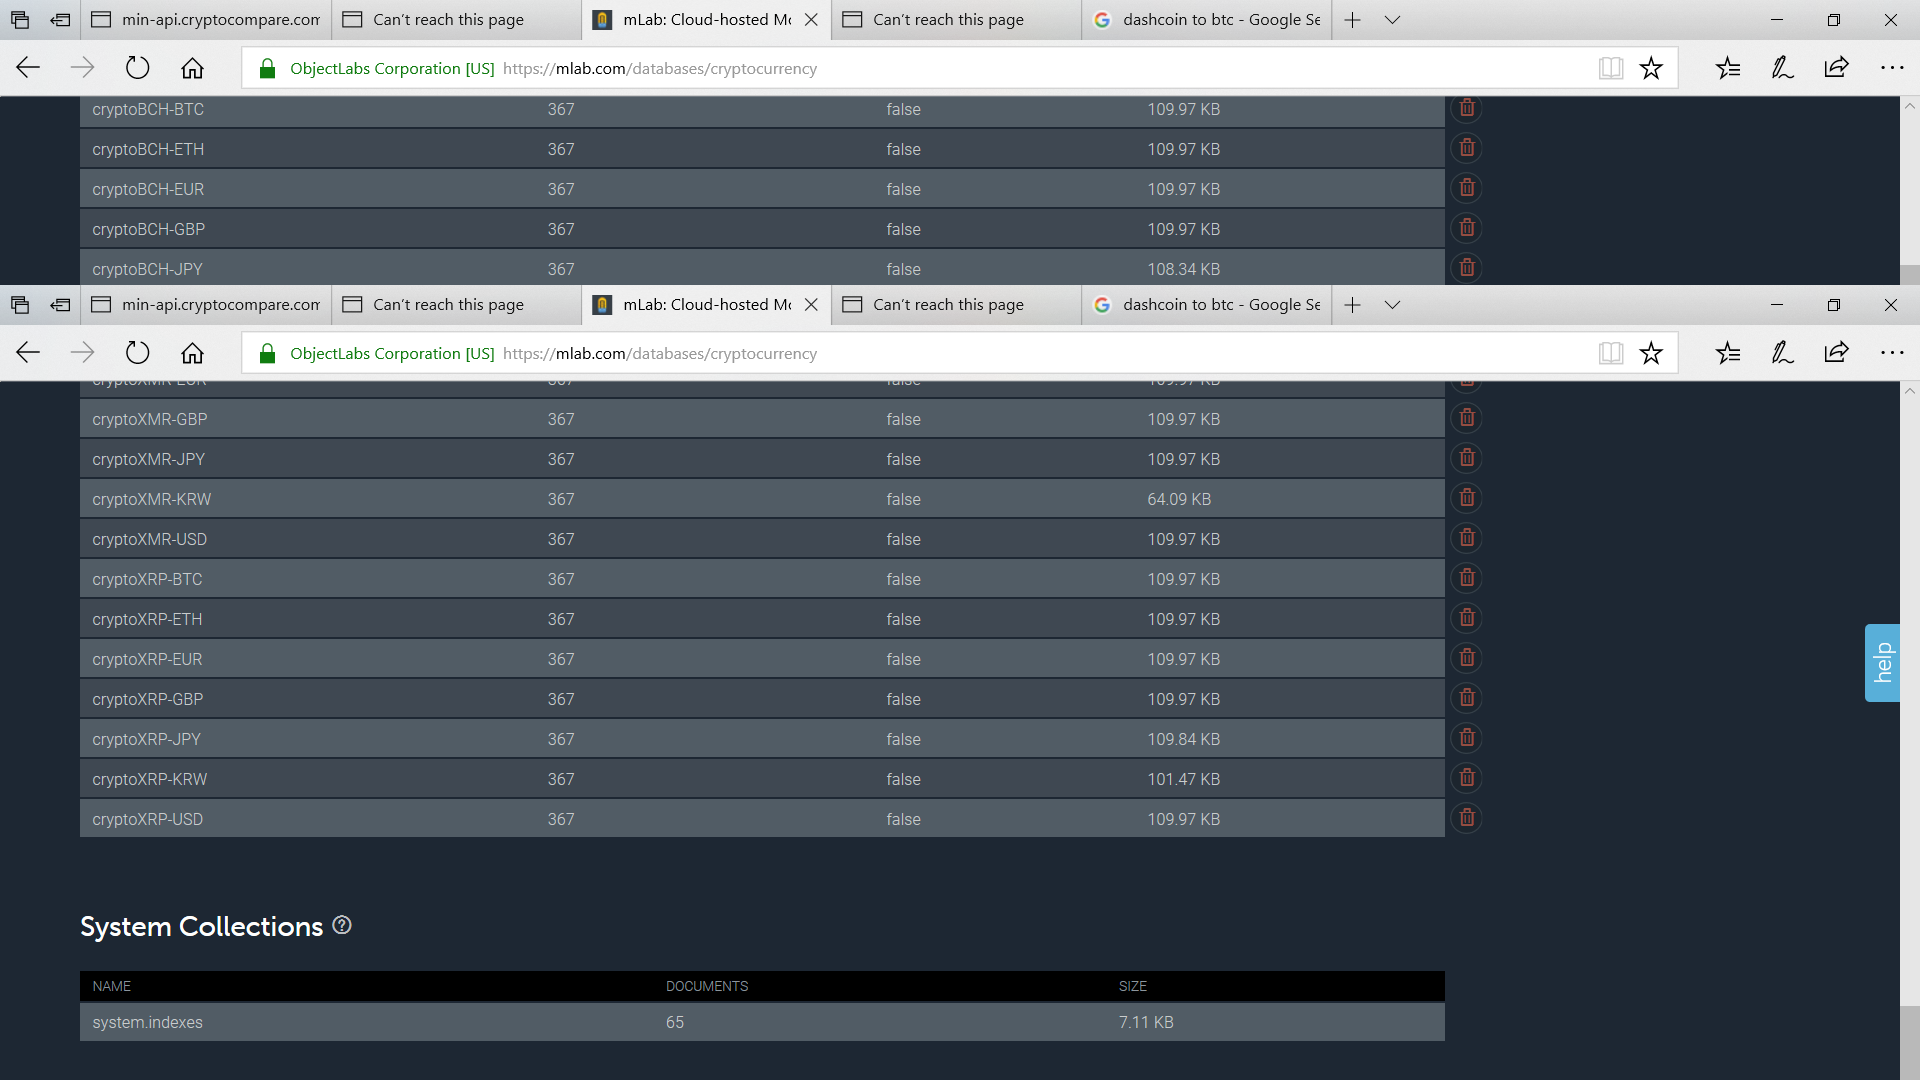 min-api.cryptocompare.com Can't reach this page mLab: Cloud-hosted Mo Can't reach this page dashcoin to btc - Google Se
ObjectLabs Corporation [US] https://mlab.com/databases/cryptocurrency
cryptoBCH-BTC 367 false 109.97 KB
cryptoBCH-ETH 367 false 109.97 KB
cryptoBCH-EUR 367 false 109.97 KB
cryptoBCH-GBP 367 false 109.97 KB
cryptoBCH-JPY 367 false 108.34 KB
min-api.cryptocompare.com Can't reach this page mLab: Cloud-hosted Mo Can't reach this page dashcoin to btc - Google Se
ObjectLabs Corporation [US] https://mlab.com/databases/cryptocurrency
cryptoXMR-EUR 367 false 109.97 KB
cryptoXMR-GBP 367 false 109.97 KB
cryptoXMR-JPY 367 false 109.97 KB
cryptoXMR-KRW 367 false 64.09 KB
cryptoXMR-USD 367 false 109.97 KB
cryptoXRP-BTC 367 false 109.97 KB
cryptoXRP-ETH 367 false 109.97 KB
cryptoXRP-EUR 367 false 109.97 KB
help
cryptoXRP-GBP 367 false 109.97 KB
cryptoXRP-JPY 367 false 109.84 KB
cryptoXRP-KRW 367 false 101.47 KB
cryptoXRP-USD 367 false 109.97 KB
System Collections ?
NAME DOCUMENTS SIZE
system.indexes 65 7.11 KB